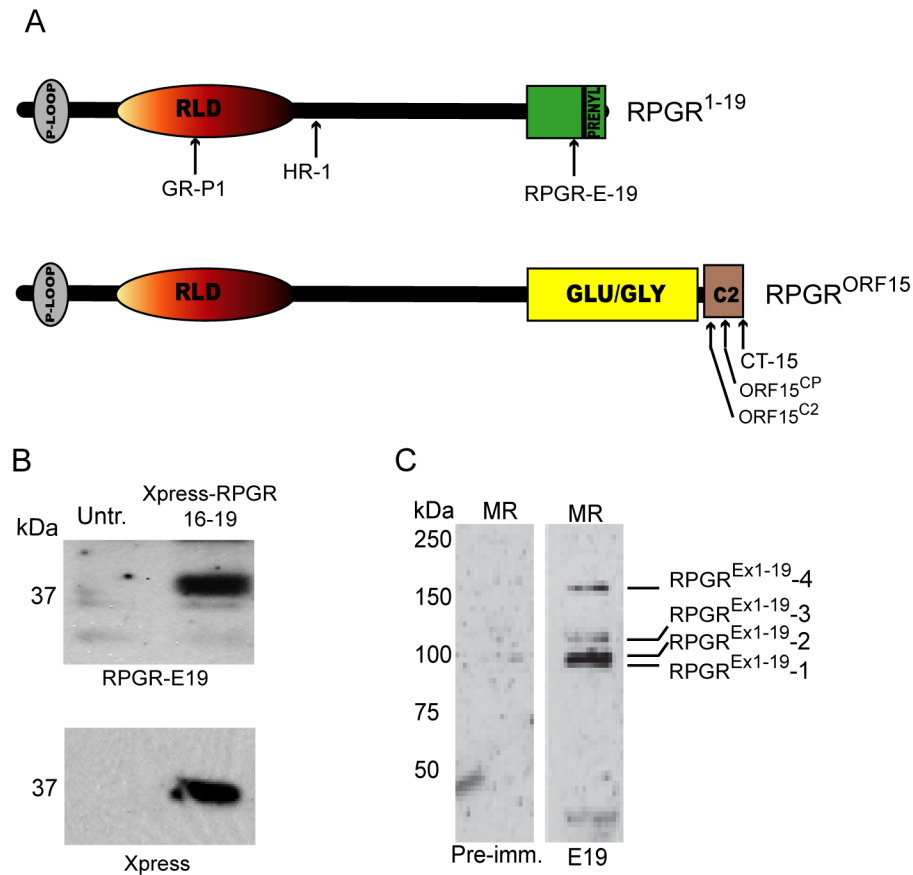 A
P-LOOP
RLD
PRENYL
RPGR1-19
GR-P1
HR-1
RPGR-E-19
P-LOOP
RLD
GLU/GLY
C2
RPGRORF15
CT-15
ORF15CP
ORF15C2
B
kDa
Untr.
Xpress-RPGR
16-19
37
RPGR-E19
37
Xpress
C
kDa
MR
MR
250
150
100
75
50
RPGREx1-19-4
RPGREx1-19-3
RPGREx1-19-2
RPGREx1-19-1
Pre-imm.
E19